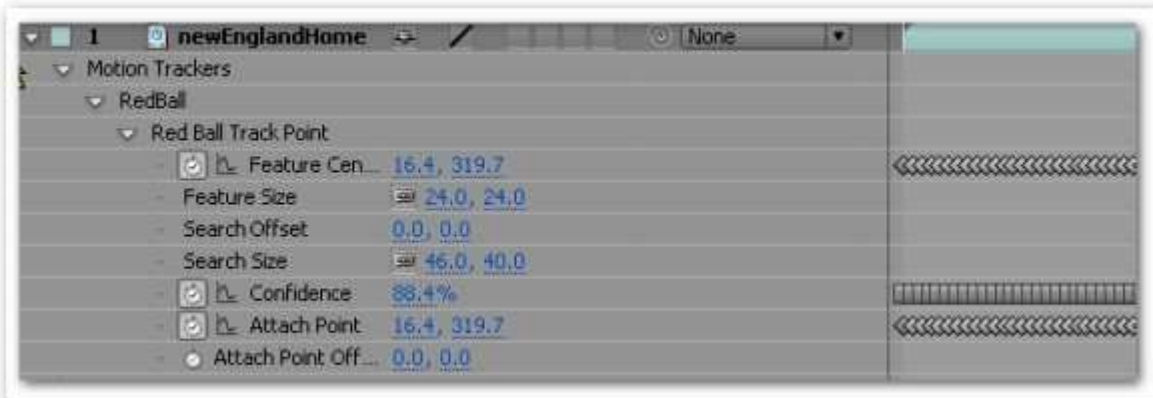 1 newEnglandHome None
Motion Trackers
RedBall
Red Ball Track Point
Feature Cen... 16.4, 319.7
Feature Size 24.0, 24.0
Search Offset 0.0, 0.0
Search Size 46.0, 40.0
Confidence 88.4%
Attach Point 16.4, 319.7
Attach Point Off... 0.0, 0.0